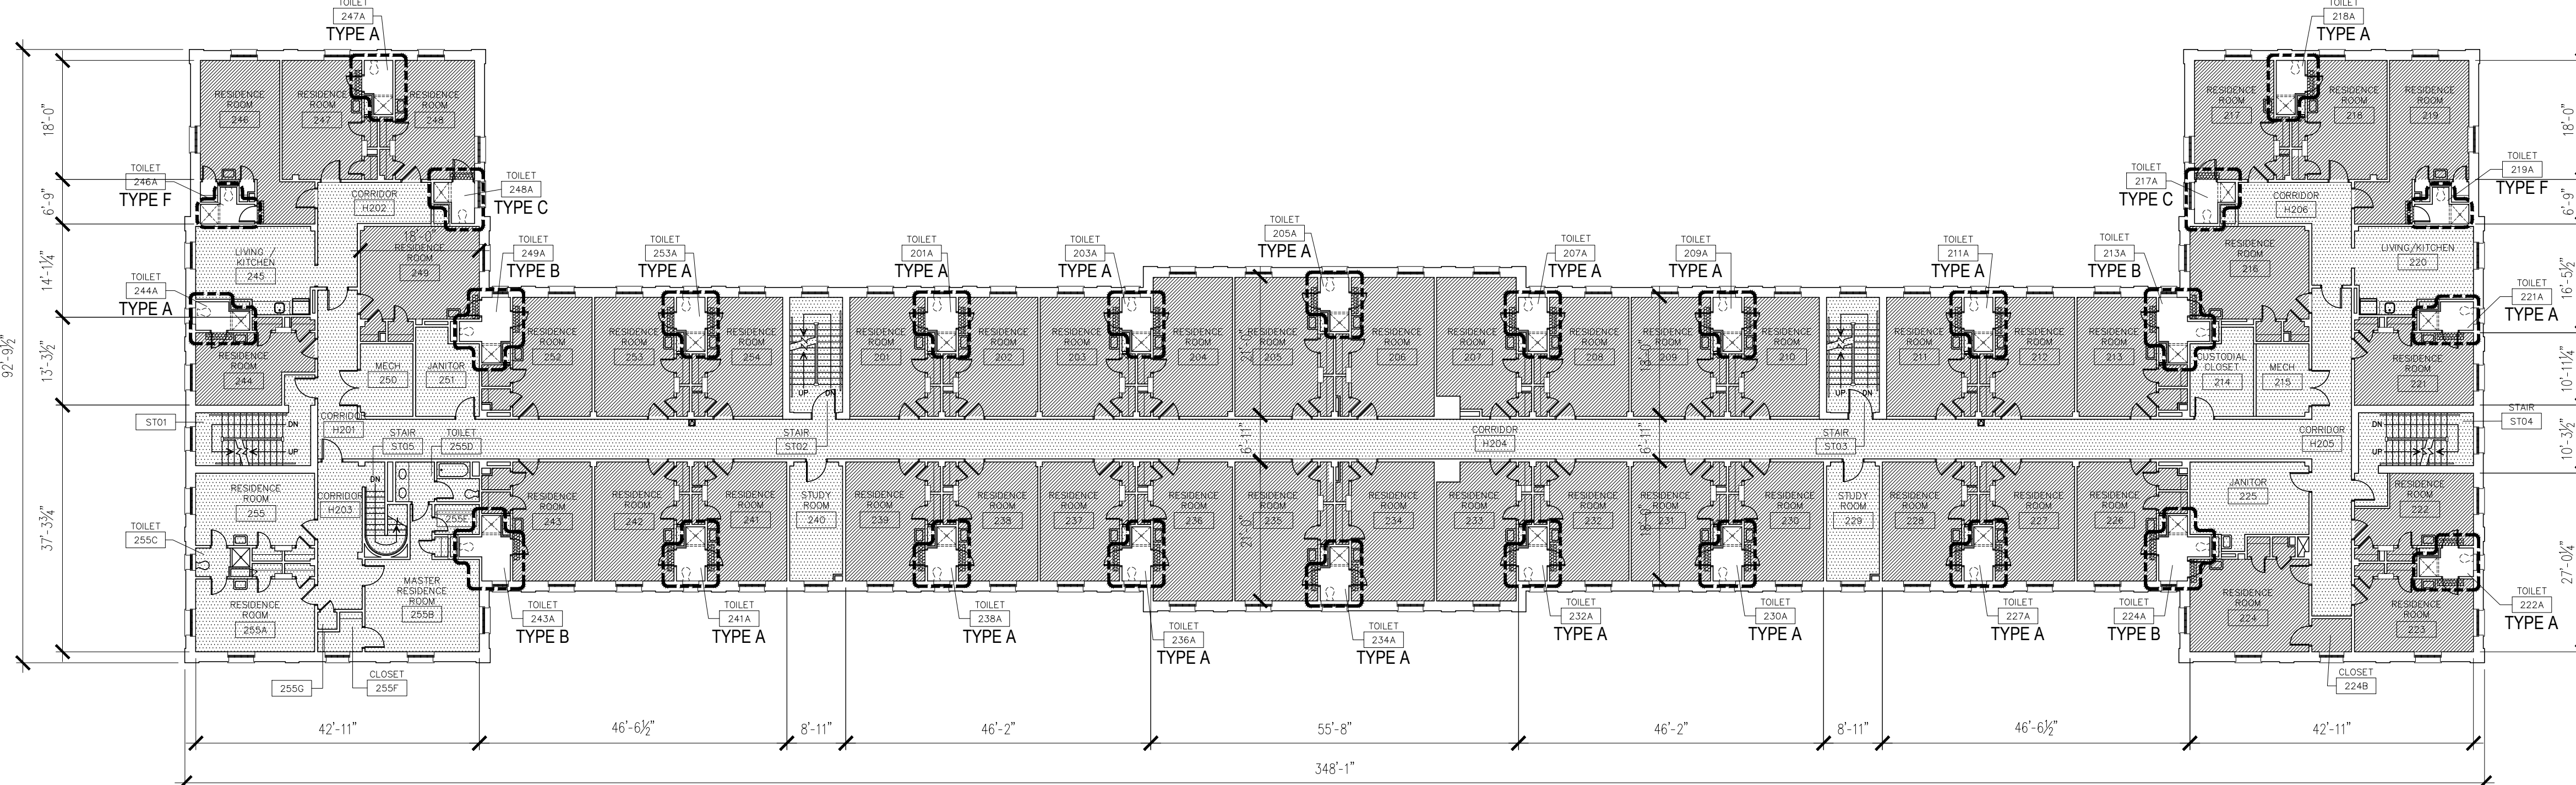 TOILET
247A
TYPE A
TOILET
218A
TYPE A
RESIDENCE
ROOM
246
RESIDENCE
ROOM
247
RESIDENCE
ROOM
248
RESIDENCE
ROOM
217
RESIDENCE
ROOM
218
RESIDENCE
ROOM
219
18'-0"
18'-0"
TOILET
246A
TYPE F
TOILET
248A
TYPE C
CORRIDOR
H202
TOILET
217A
TYPE C
CORRIDOR
H206
TOILET
219A
TYPE F
6'-9"
6'-9"
LIVING /
KITCHEN
245
18'-0"
RESIDENCE
ROOM
249
TOILET
249A
TYPE B
TOILET
253A
TYPE A
TOILET
201A
TYPE A
TOILET
203A
TYPE A
TOILET
205A
TYPE A
TOILET
207A
TYPE A
TOILET
209A
TYPE A
TOILET
211A
TYPE A
TOILET
213A
TYPE B
RESIDENCE
ROOM
216
LIVING/KITCHEN
220
14'-1¼"
16'-5½"
TOILET
244A
TYPE A
TOILET
221A
TYPE A
92'-9½"
13'-3½"
RESIDENCE
ROOM
244
MECH
250
JANITOR
251
RESIDENCE
ROOM
252
RESIDENCE
ROOM
253
RESIDENCE
ROOM
254
UP
DN
RESIDENCE
ROOM
201
RESIDENCE
ROOM
202
RESIDENCE
ROOM
203
RESIDENCE
ROOM
204
RESIDENCE
ROOM
205
21'-0"
RESIDENCE
ROOM
206
RESIDENCE
ROOM
207
RESIDENCE
ROOM
208
RESIDENCE
ROOM
209
18'-0"
RESIDENCE
ROOM
210
UP
DN
RESIDENCE
ROOM
211
RESIDENCE
ROOM
212
RESIDENCE
ROOM
213
CUSTODIAL
CLOSET
214
MECH
215
RESIDENCE
ROOM
221
10'-11¼"
ST01
DN
UP
CORRIDOR
H201
STAIR
ST05
TOILET
255D
STAIR
ST02
6'-11"
CORRIDOR
H204
6'-11"
STAIR
ST03
CORRIDOR
H205
DN
UP
STAIR
ST04
10'-3½"
RESIDENCE
ROOM
255
CORRIDOR
H203
DN
RESIDENCE
ROOM
243
RESIDENCE
ROOM
242
RESIDENCE
ROOM
241
STUDY
ROOM
240
RESIDENCE
ROOM
239
RESIDENCE
ROOM
238
RESIDENCE
ROOM
237
RESIDENCE
ROOM
236
RESIDENCE
ROOM
235
21'-0"
RESIDENCE
ROOM
234
RESIDENCE
ROOM
233
RESIDENCE
ROOM
232
RESIDENCE
ROOM
231
18'-0"
RESIDENCE
ROOM
230
STUDY
ROOM
229
RESIDENCE
ROOM
228
RESIDENCE
ROOM
227
RESIDENCE
ROOM
226
JANITOR
225
RESIDENCE
ROOM
222
37'-3¾"
27'-0¼"
TOILET
255C
RESIDENCE
ROOM
255A
MASTER
RESIDENCE
ROOM
255B
RESIDENCE
ROOM
224
RESIDENCE
ROOM
223
TOILET
243A
TYPE B
TOILET
241A
TYPE A
TOILET
238A
TYPE A
TOILET
236A
TYPE A
TOILET
234A
TYPE A
TOILET
232A
TYPE A
TOILET
230A
TYPE A
TOILET
227A
TYPE A
TOILET
224A
TYPE B
TOILET
222A
TYPE A
255G
CLOSET
255F
CLOSET
224B
42'-11"
46'-6½"
8'-11"
46'-2"
55'-8"
46'-2"
8'-11"
46'-6½"
42'-11"
348'-1"